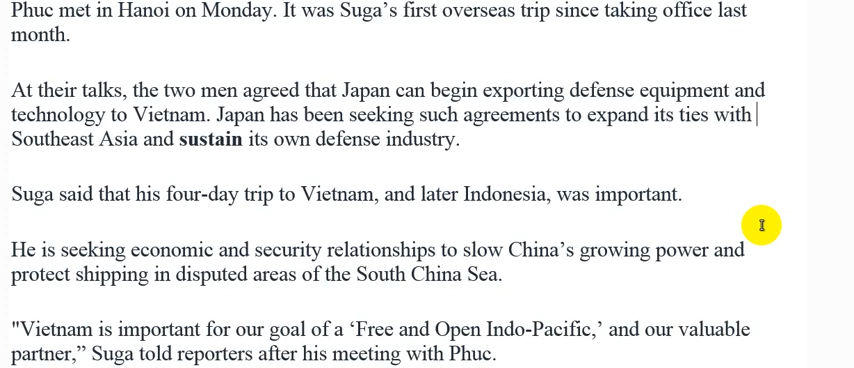 Phuc met in Hanoi on Monday. It was Suga’s first overseas trip since taking office last
month.
At their talks, the two men agreed that Japan can begin exporting defense equipment and
technology to Vietnam. Japan has been seeking such agreements to expand its ties with
Southeast Asia and sustain its own defense industry.
Suga said that his four-day trip to Vietnam, and later Indonesia, was important.
He is seeking economic and security relationships to slow China’s growing power and
protect shipping in disputed areas of the South China Sea.
"Vietnam is important for our goal of a ‘Free and Open Indo-Pacific,’ and our valuable
partner,” Suga told reporters after his meeting with Phuc.